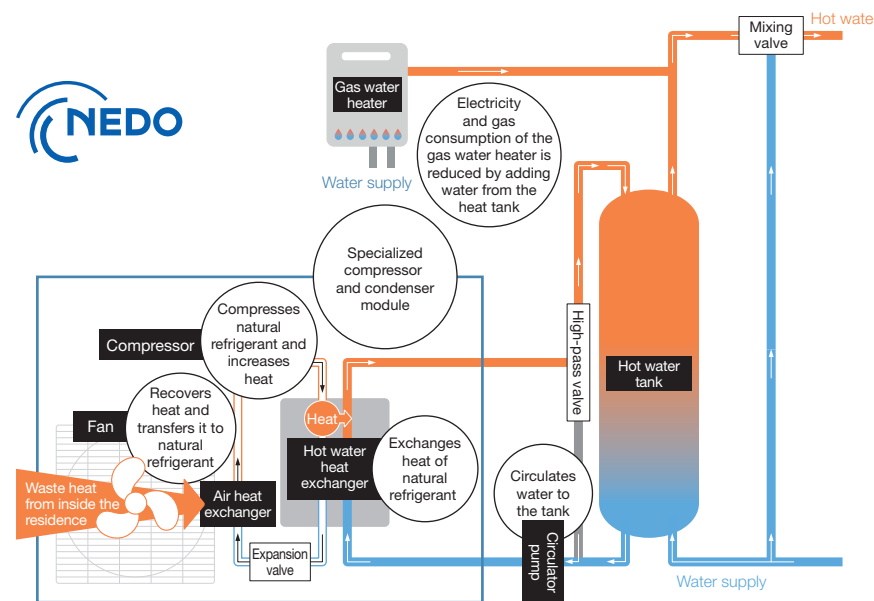 Mixing
valve
Hot wate
Gas water
heater
NEDO
Electricity
and gas
consumption of the
gas water heater is
reduced by adding
water from the
heat tank
Water supply
Specialized
compressor
and condenser
module
Compresses
natural
refrigerant and
increases
heat
Compressor
High-pass valve
Hot water
tank
Recovers
heat and
transfers it to
natural
refrigerant
Fan
Heat
Hot water
heat
exchanger
Exchanges
heat of
natural
refrigerant
Circulates
water to
the tank
Waste heat
from inside the
residence
Air heat
exchanger
Expansion
valve
Circulator
pump
Water supply